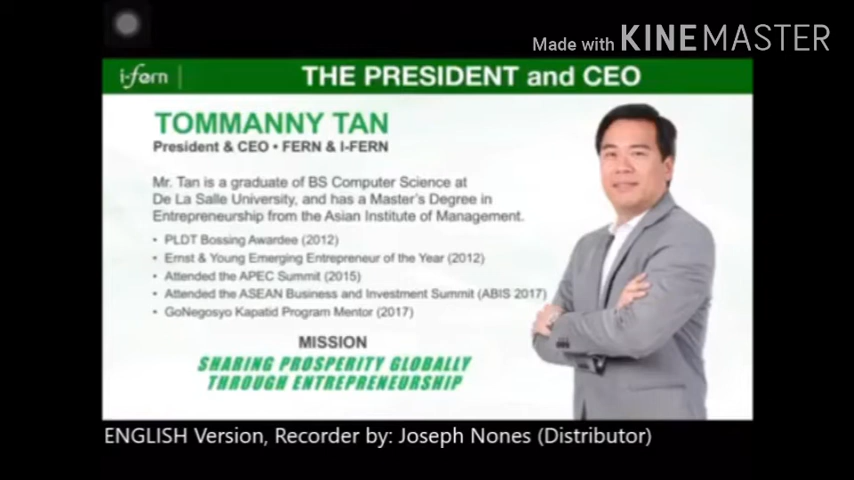 Made with KINEMASTER
i-fern
THE PRESIDENT and CEO
TOMMANNY TAN
President & CEO • FERN & I-FERN
Mr. Tan is a graduate of BS Computer Science at
De La Salle University, and has a Master's Degree in
Entrepreneurship from the Asian Institute of Management.
• PLDT Bossing Awardee (2012)
• Ernst & Young Emerging Entrepreneur of the Year (2012)
• Attended the APEC Summit (2015)
• Attended the ASEAN Business and Investment Summit (ABIS 2017)
• GoNegosyo Kapatid Program Mentor (2017)
MISSION
SHARING PROSPERITY GLOBALLY
THROUGH ENTREPRENEURSHIP
ENGLISH Version, Recorder by: Joseph Nones (Distributor)